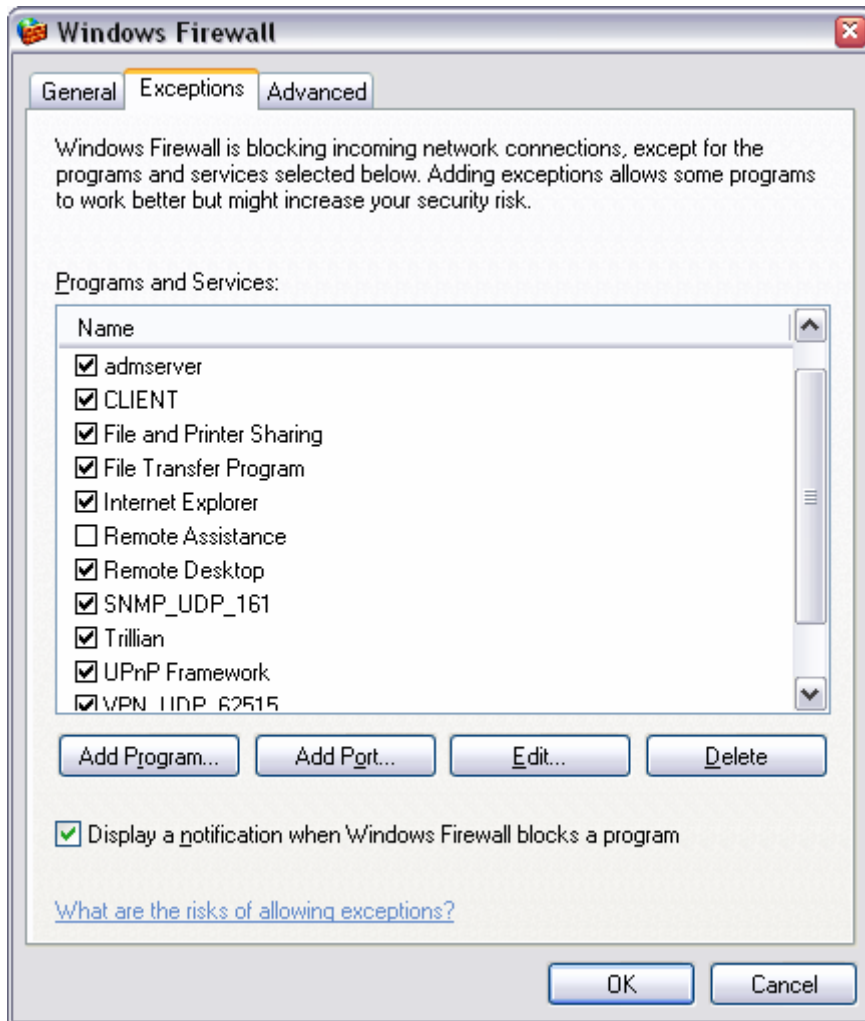 Windows Firewall
General
Exceptions
Advanced
Windows Firewall is blocking incoming network connections, except for the
programs and services selected below. Adding exceptions allows some programs
to work better but might increase your security risk.
Programs and Services:
Name
admserver
CLIENT
File and Printer Sharing
File Transfer Program
Internet Explorer
Remote Assistance
Remote Desktop
SNMP_UDP_161
Trillian
UPnP Framework
VPN_UDP_62515
Add Program...
Add Port...
Edit...
Delete
Display a notification when Windows Firewall blocks a program
What are the risks of allowing exceptions?
OK
Cancel